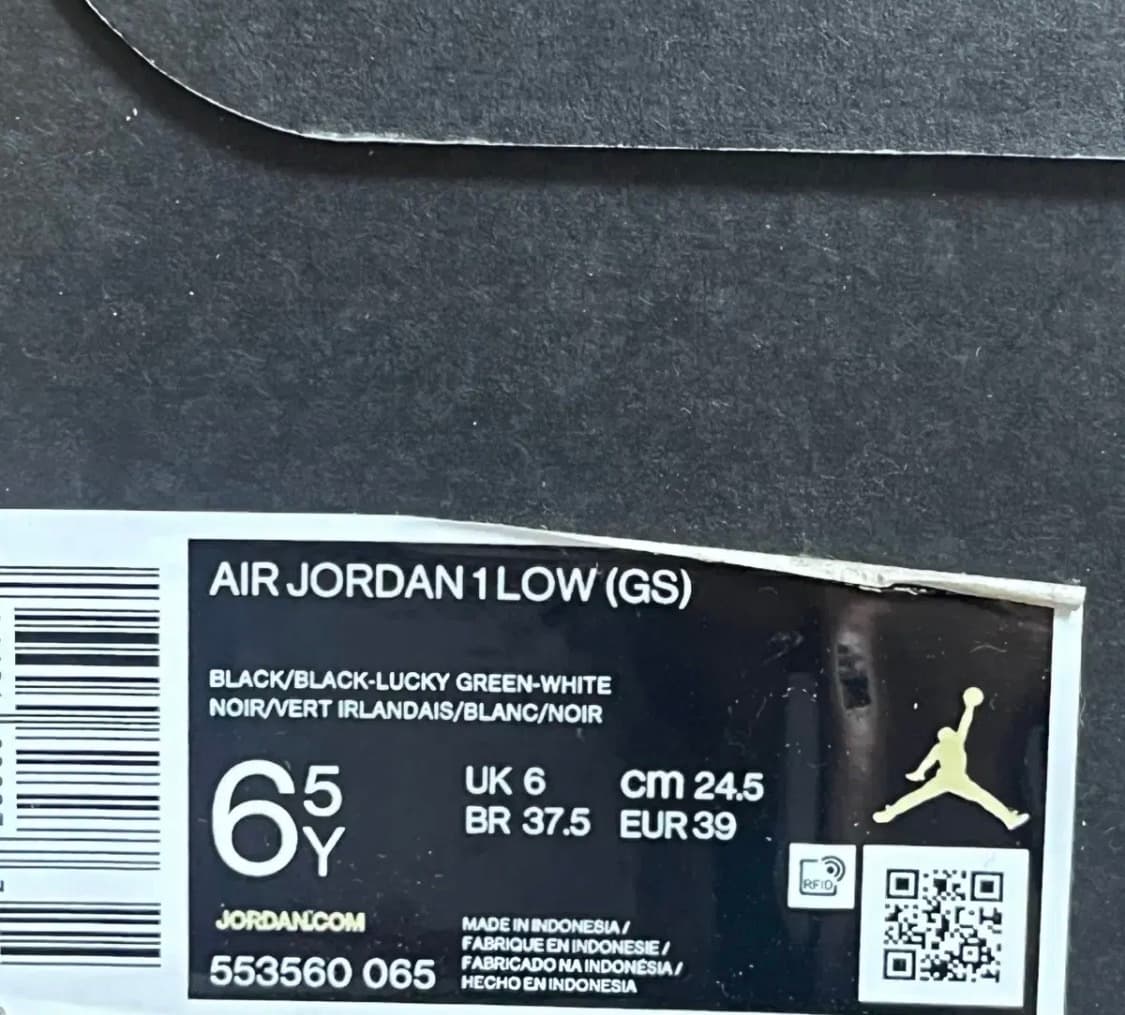 AIR JORDAN 1 LOW (GS)
BLACK/BLACK-LUCKY GREEN-WHITE
NOIR/VERT IRLANDAIS/BLANC/NOIR
6 5 Y
UK 6 cm 24.5
BR 37.5 EUR 39
RFID
JORDAN.COM
553560 065
MADE IN INDONESIA /
FABRIQUE EN INDONESIE /
FABRICADO NA INDONÉSIA /
HECHO EN INDONESIA